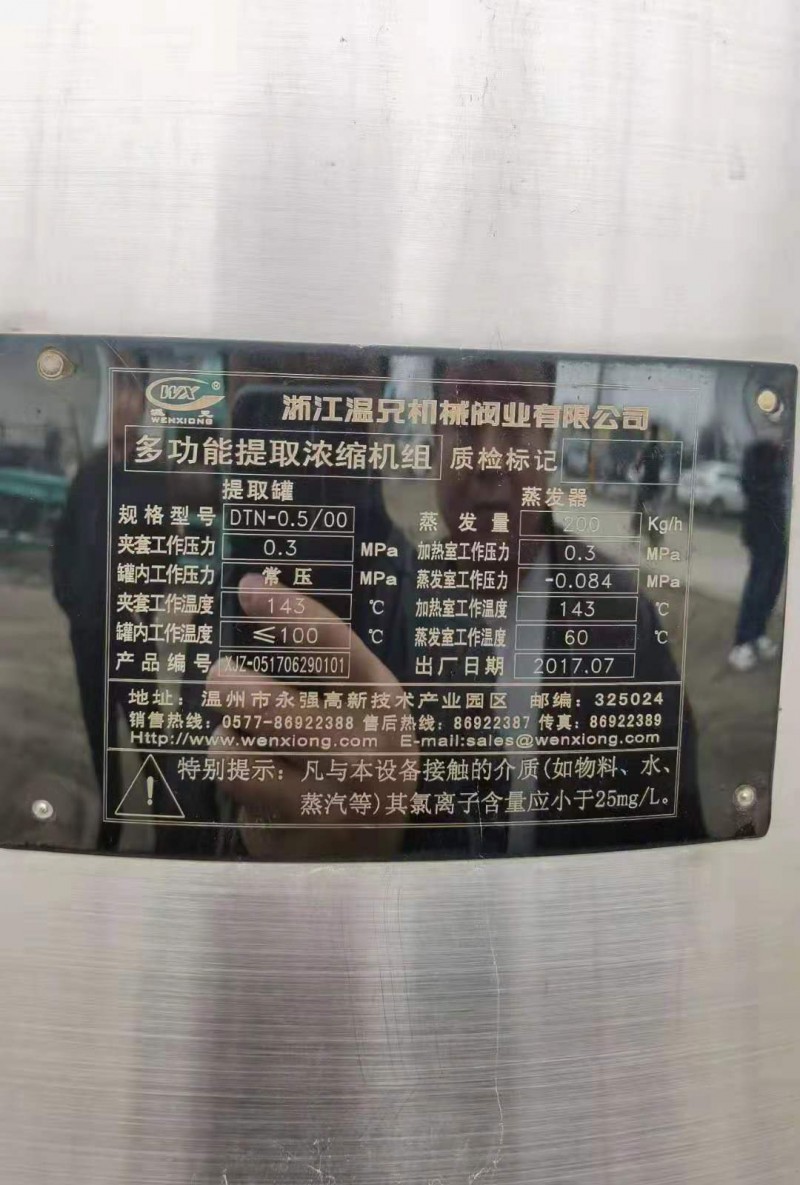 WX®
温兄
WENXIONG
浙江温兄机械阀业有限公司
多功能提取浓缩机组 质检标记
提取罐 蒸发器
规格型号 DTN-0.5/00 蒸发量 200 Kg/h
夹套工作压力 0.3 MPa 加热室工作压力 0.3 MPa
罐内工作压力 常压 MPa 蒸发室工作压力 -0.084 MPa
夹套工作温度 143 ℃ 加热室工作温度 143 ℃
罐内工作温度 ≤100 ℃ 蒸发室工作温度 60 ℃
产品编号 XJZ-051706290101 出厂日期 2017.07
地址：温州市永强高新技术产业园区 邮编：325024
销售热线：0577-86922388 售后热线：86922387 传真：86922389
Http://www.wenxiong.com E-mail:sales@wenxiong.com
特别提示：凡与本设备接触的介质(如物料、水、
蒸汽等)其氯离子含量应小于25mg/L。